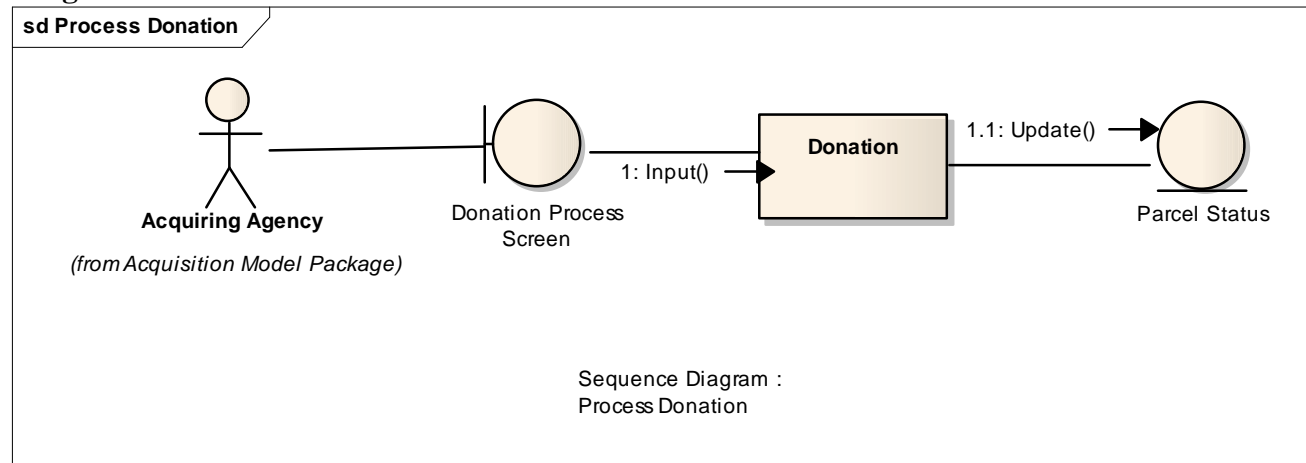 sd Process Donation
1.1: Update()
Donation
1: Input()
Donation Process
Screen
Parcel Status
Acquiring Agency
(from Acquisition Model Package)
Sequence Diagram :
Process Donation